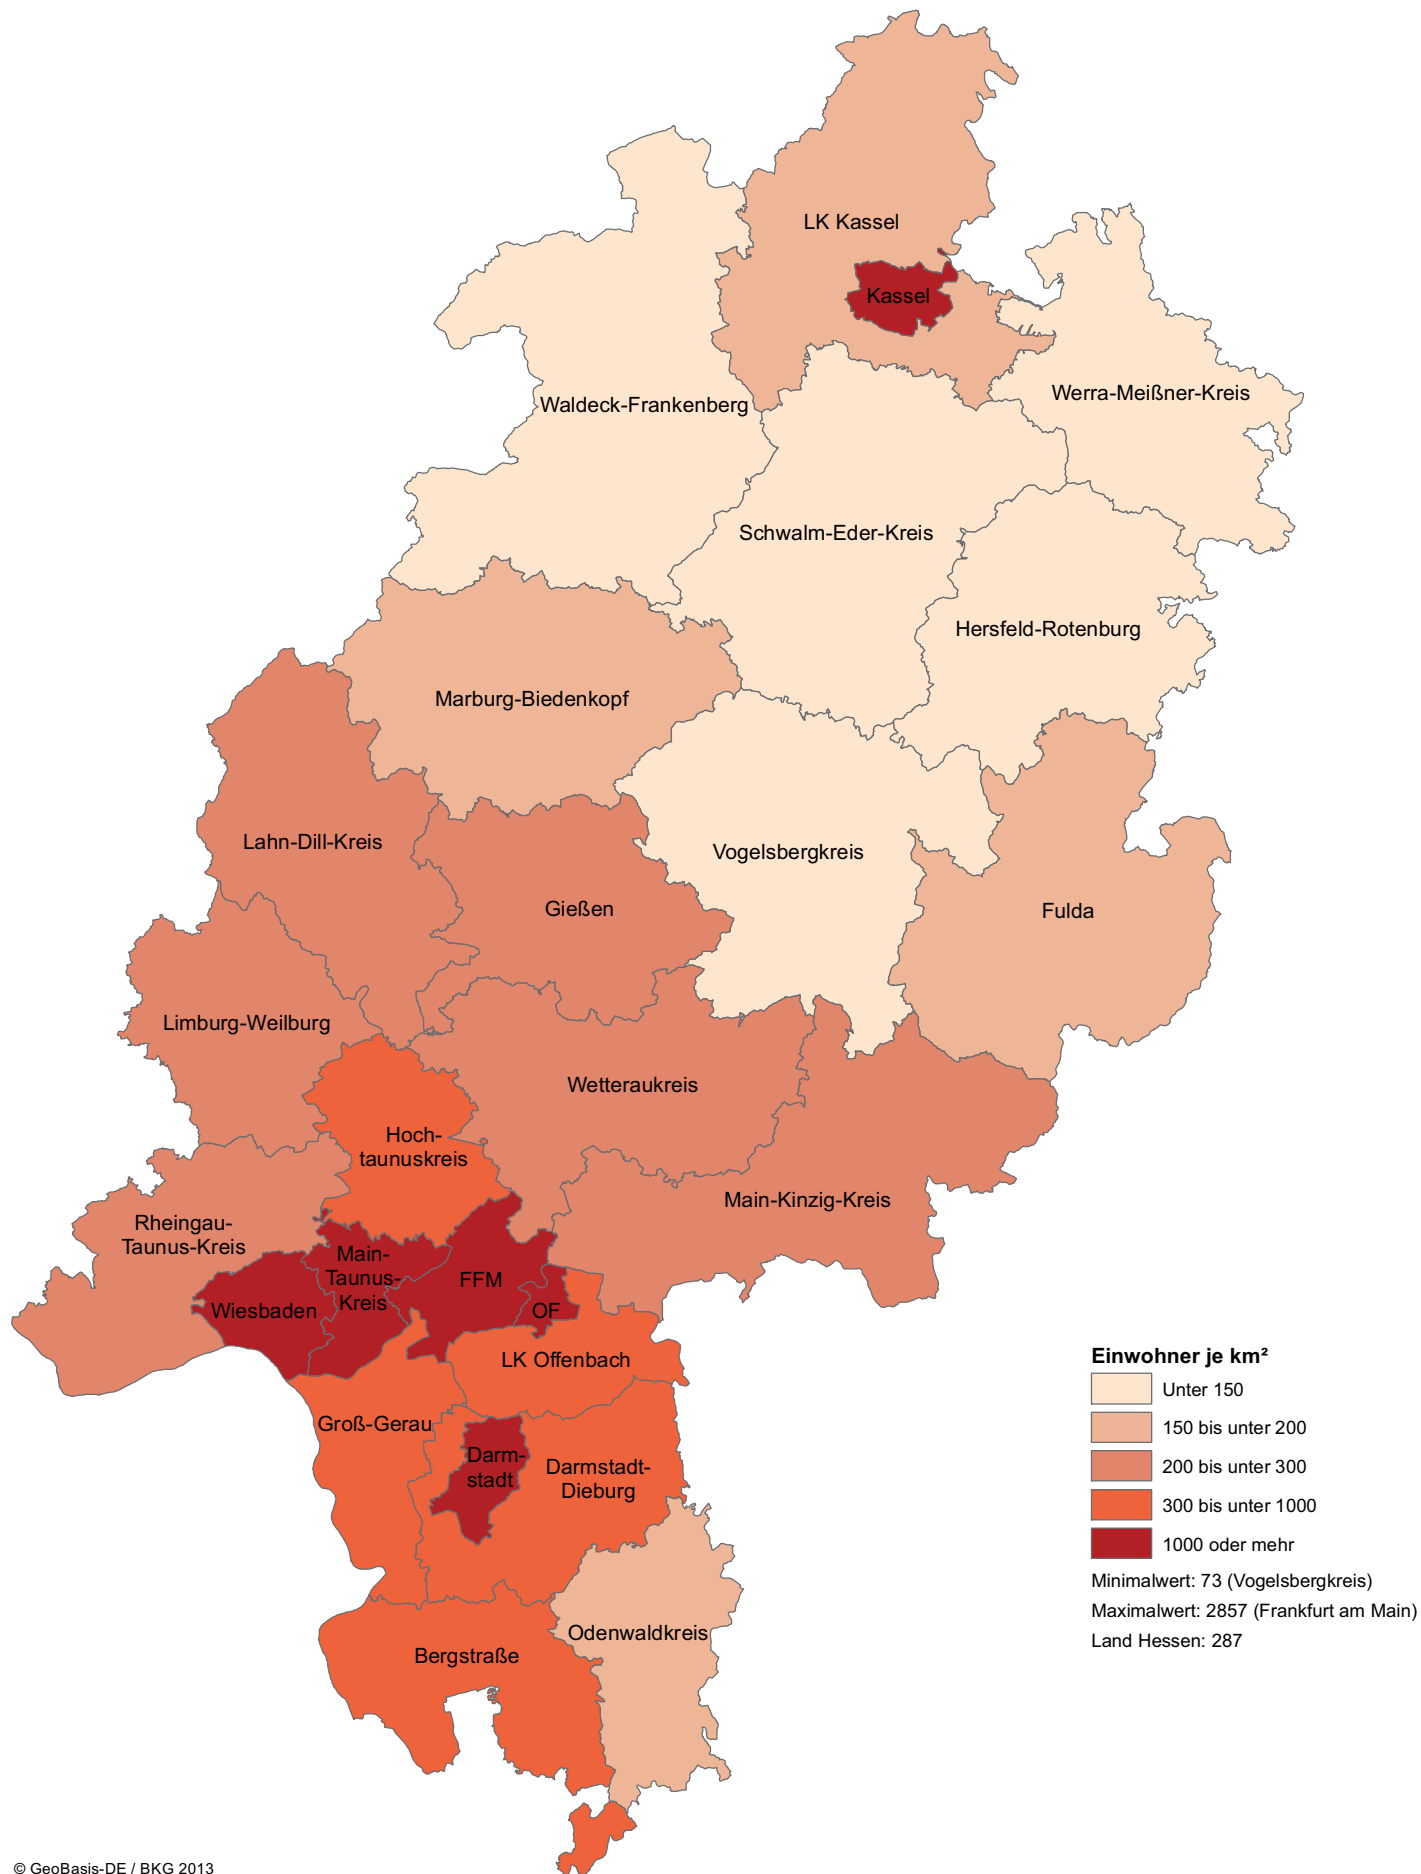 LK Kassel
Kassel
Werra-Meißner-Kreis
Waldeck-Frankenberg
Schwalm-Eder-Kreis
Hersfeld-Rotenburg
Marburg-Biedenkopf
Lahn-Dill-Kreis
Vogelsbergkreis
Gießen
Fulda
Limburg-Weilburg
Wetteraukreis
Hoch-
taunuskreis
Main-Kinzig-Kreis
Rheingau-
Taunus-Kreis
Main-
Taunus-
Kreis
FFM
Wiesbaden
OF
LK Offenbach
Groß-Gerau
Darm-
stadt
Darmstadt-
Dieburg
Odenwaldkreis
Bergstraße
Einwohner je km²
Unter 150
150 bis unter 200
200 bis unter 300
300 bis unter 1000
1000 oder mehr
Minimalwert: 73 (Vogelsbergkreis)
Maximalwert: 2857 (Frankfurt am Main)
Land Hessen: 287
© GeoBasis-DE / BKG 2013